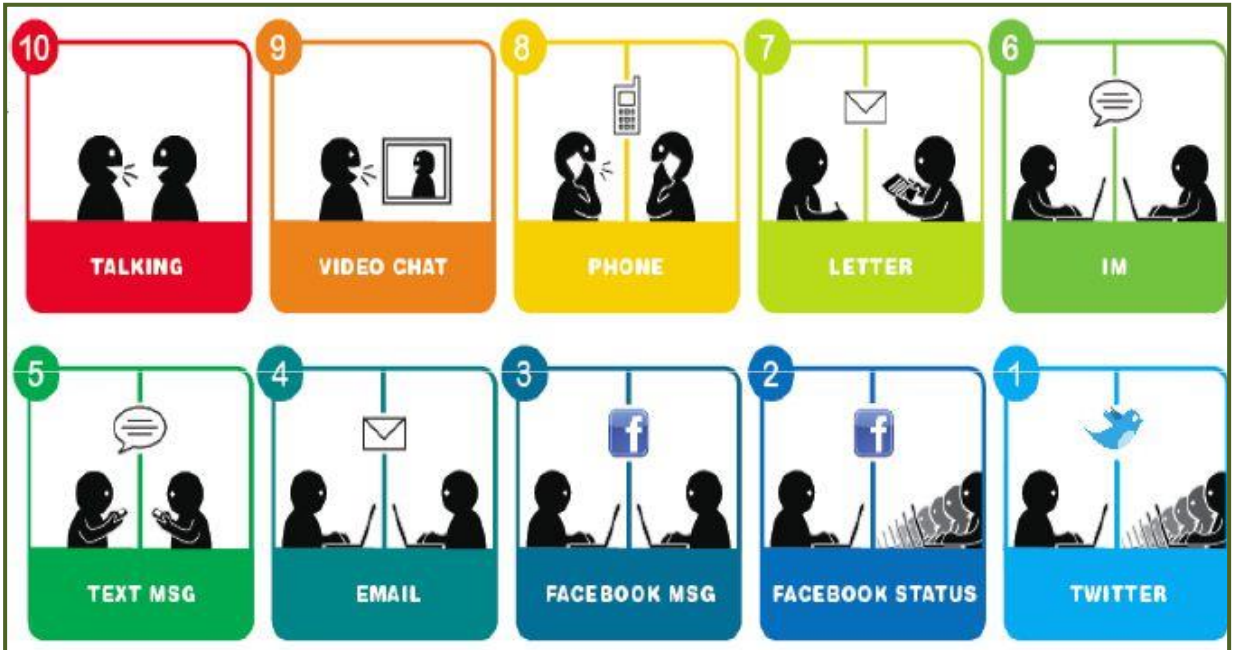 10 9 8 7 6
TALKING VIDEO CHAT PHONE LETTER IM
5 4 3 2 1
f f
TEXT MSG EMAIL FACEBOOK MSG FACEBOOK STATUS TWITTER